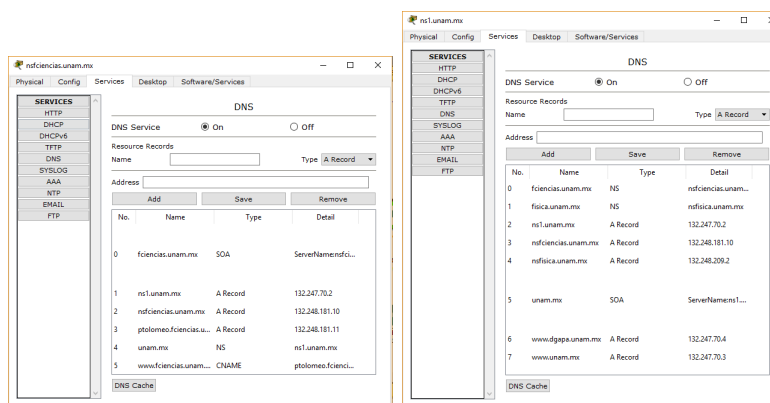 nsfciencias.unam.mx
Physical Config Services Desktop Software/Services
SERVICES
HTTP
DHCP
DHCPv6
TFTP
DNS
SYSLOG
AAA
NTP
EMAIL
FTP
DNS
DNS Service On Off
Resource Records
Name Type A Record
Address
Add Save Remove
No. Name Type Detail
0 fciencias.unam.mx SOA ServerName:nsfci...
1 ns1.unam.mx A Record 132.247.70.2
2 nsfciencias.unam.mx A Record 132.248.181.10
3 ptolomeo.fciencias.u... A Record 132.248.181.11
4 unam.mx NS ns1.unam.mx
5 www.fciencias.unam.... CNAME ptolomeo.fcienci...
DNS Cache
ns1.unam.mx
Physical Config Services Desktop Software/Services
SERVICES
HTTP
DHCP
DHCPv6
TFTP
DNS
SYSLOG
AAA
NTP
EMAIL
FTP
DNS
DNS Service On Off
Resource Records
Name Type A Record
Address
Add Save Remove
No. Name Type Detail
0 fciencias.unam.mx NS nsfciencias.unam...
1 fisica.unam.mx NS nsfisica.unam.mx
2 ns1.unam.mx A Record 132.247.70.2
3 nsfciencias.unam.mx A Record 132.248.181.10
4 nsfisica.unam.mx A Record 132.248.209.2
5 unam.mx SOA ServerName:ns1....
6 www.dgapa.unam.mx A Record 132.247.70.4
7 www.unam.mx A Record 132.247.70.3
DNS Cache